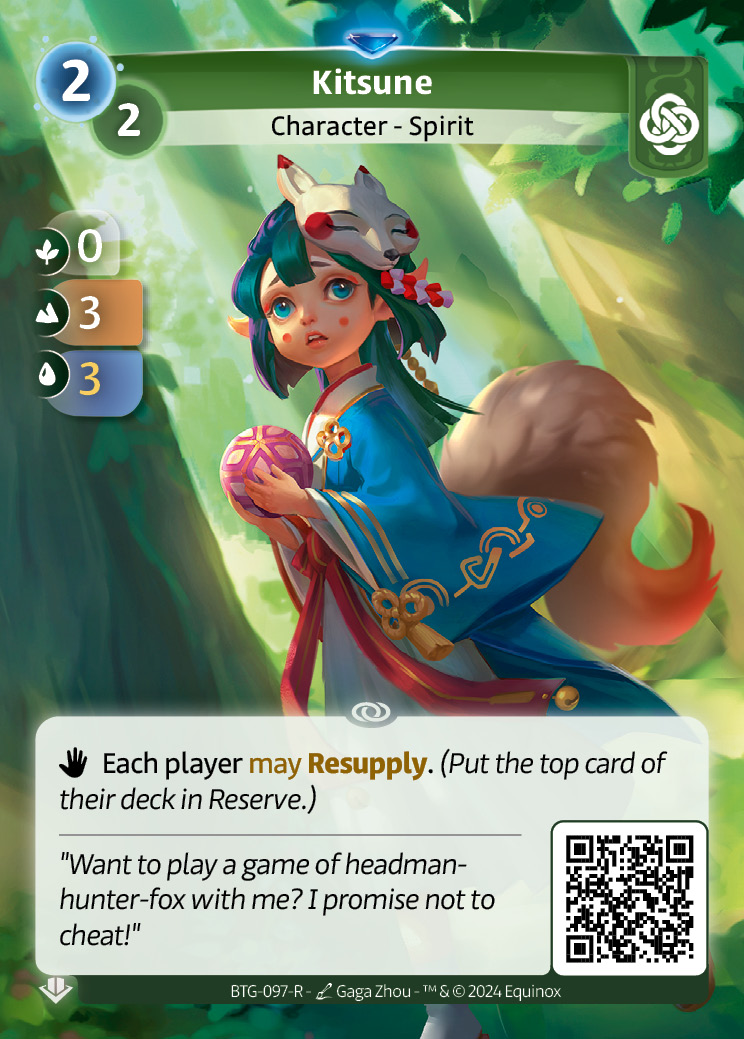 2
Kitsune
2
Character - Spirit
0
3
3
Each player may Resupply. (Put the top card of
their deck in Reserve.)
"Want to play a game of headman-
hunter-fox with me? I promise not to
cheat!"
BTG-097-R - Gaga Zhou - ™ & © 2024 Equinox